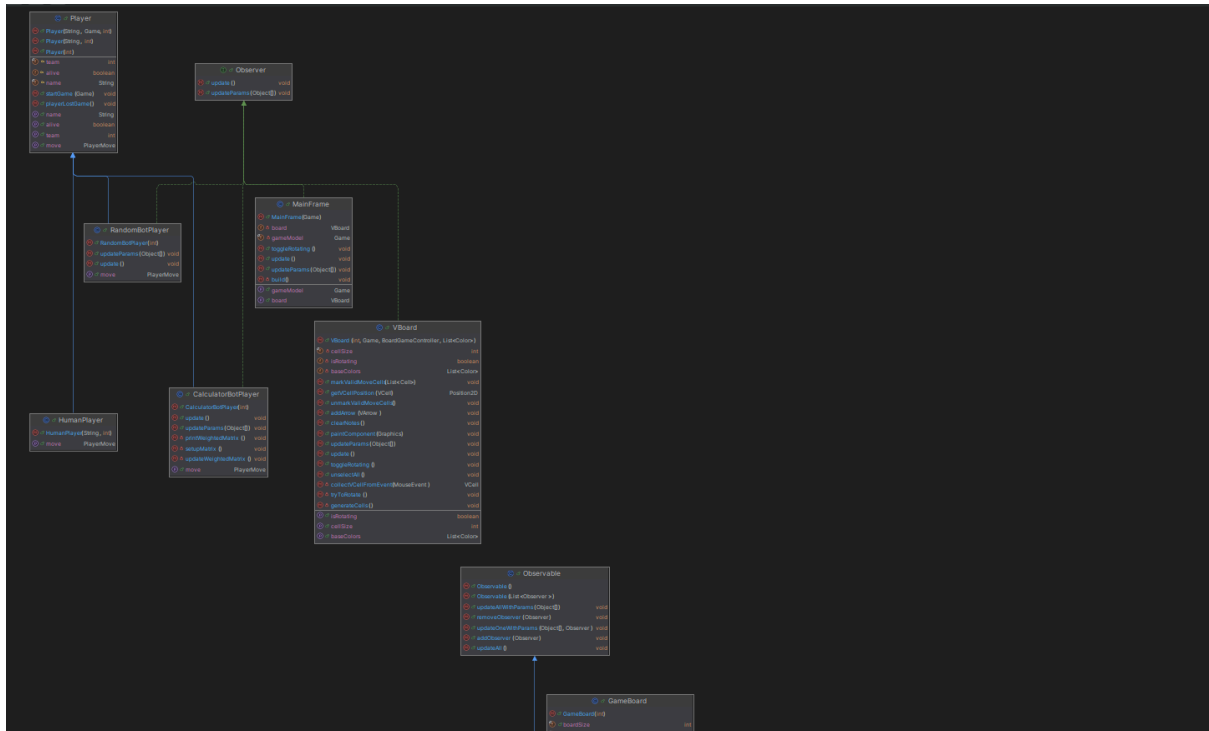 Player
Player(String, Game, int)
Player(String, int)
Player(int)
team int
alive boolean
name String
startGame (Game) void
playerLostGame() void
name String
alive boolean
team int
move PlayerMove
Observer
update () void
updateParams (Object[]) void
RandomBotPlayer
RandomBotPlayer(int)
updateParams (Object[]) void
update () void
move PlayerMove
MainFrame
MainFrame(Game)
board VBoard
gameModel Game
toggleRotating () void
update () void
updateParams (Object[]) void
build() void
gameModel Game
board VBoard
VBoard
VBoard (int, Game, BoardGameController, List<Color>)
cellSize int
isRotating boolean
baseColors List<Color>
markValidMoveCells(List<Cell>) void
getVCellPosition (VCell) Position2D
unmarkValidMoveCells() void
addArrow (VArrow ) void
clearNotes() void
paintComponent (Graphics) void
updateParams (Object[]) void
update () void
toggleRotating () void
unselectAll () void
collectVCellFromEvent(MouseEvent ) VCell
tryToRotate () void
generateCells() void
isRotating boolean
cellSize int
baseColors List<Color>
CalculatorBotPlayer
CalculatorBotPlayer(int)
update () void
updateParams (Object[]) void
printWeightedMatrix () void
setupMatrix () void
updateWeightedMatrix () void
move PlayerMove
HumanPlayer
HumanPlayer(String, int)
move PlayerMove
Observable
Observable ()
Observable (List<Observer >)
updateAllWithParams (Object[]) void
removeObserver (Observer) void
updateOneWithParams (Object[], Observer ) void
addObserver (Observer) void
updateAll () void
GameBoard
GameBoard(int)
boardSize int